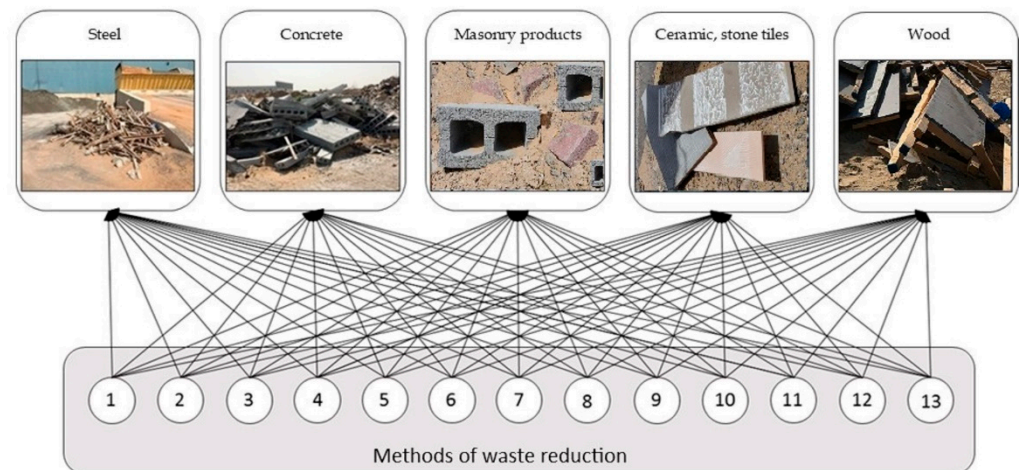 Steel
Concrete
Masonry products
Ceramic, stone tiles
Wood
1
2
3
4
5
6
7
8
9
10
11
12
13
Methods of waste reduction